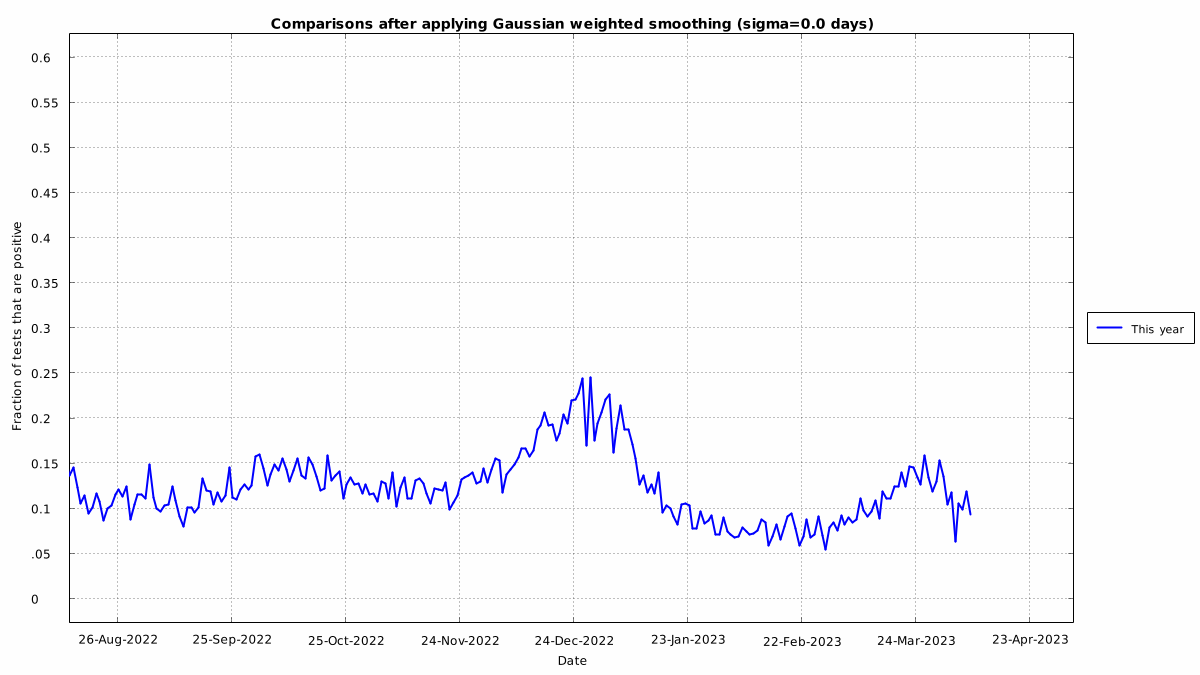 Comparisons after applying Gaussian weighted smoothing (sigma=0.0 days)
0.6
0.55
0.5
0.45
0.4
0.35
0.3
0.25
0.2
0.15
0.1
.05
0
Fraction of tests that are positive
This year
26-Aug-2022 25-Sep-2022 25-Oct-2022 24-Nov-2022 24-Dec-2022 23-Jan-2023 22-Feb-2023 24-Mar-2023 23-Apr-2023
Date